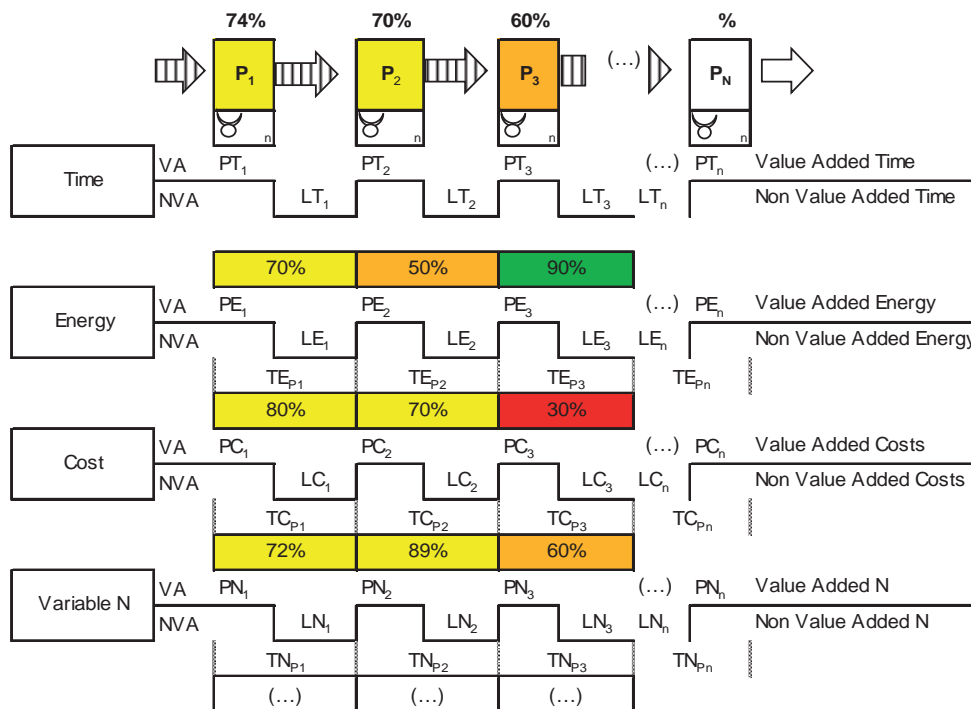 74% 70% 60% %
P1 P2 P3 (…) PN
n n n n
VA PT1 PT2 PT3 (…) PTn Value Added Time
Time
NVA LT1 LT2 LT3 LTn Non Value Added Time
70% 50% 90%
VA PE1 PE2 PE3 (…) PEn Value Added Energy
Energy
NVA LE1 LE2 LE3 LEn Non Value Added Energy
TEP1 TEP2 TEP3 TEPn
80% 70% 30%
VA PC1 PC2 PC3 (…) PCn Value Added Costs
Cost
NVA LC1 LC2 LC3 LCn Non Value Added Costs
TCP1 TCP2 TCP3 TCPn
72% 89% 60%
VA PN1 PN2 PN3 (…) PNn Value Added N
Variable N
NVA LN1 LN2 LN3 LNn Non Value Added N
TNP1 TNP2 TNP3 TNPn
(…) (…) (…)